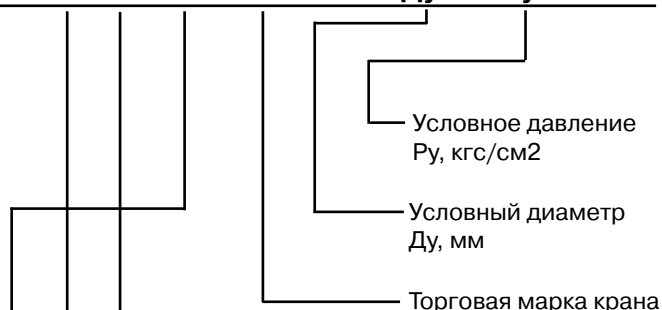 Условное давление
Ру, кгс/см2
Условный диаметр
Ду, мм
Торговая марка крана